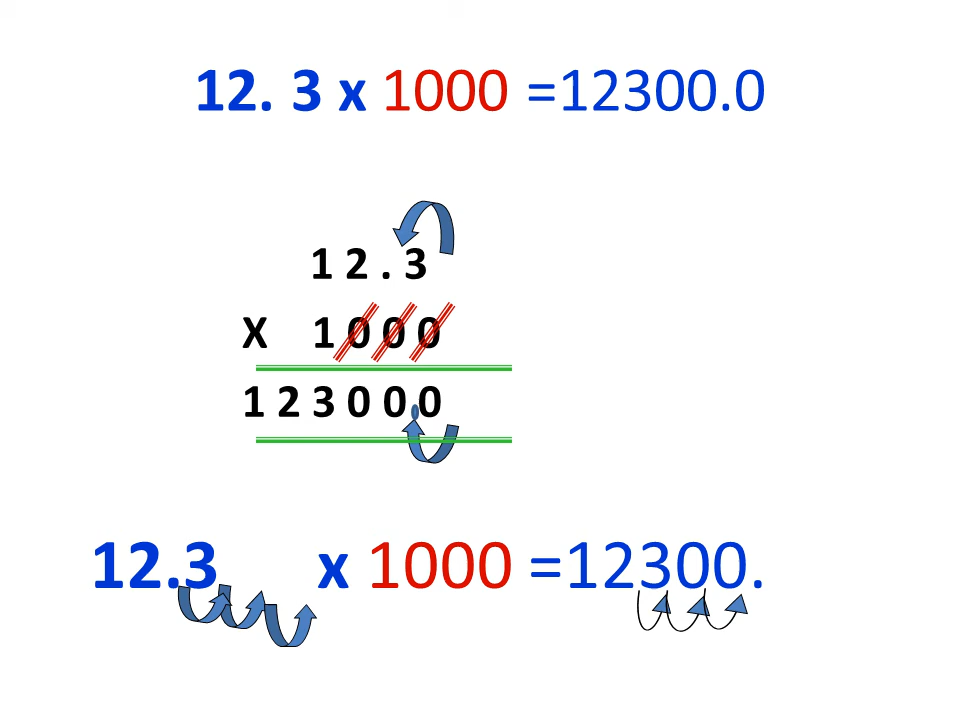 12. 3 x 1000 =12300.0
1 2 . 3
X 1 0 0 0
1 2 3 0 0 0
12.3 x 1000 =12300.